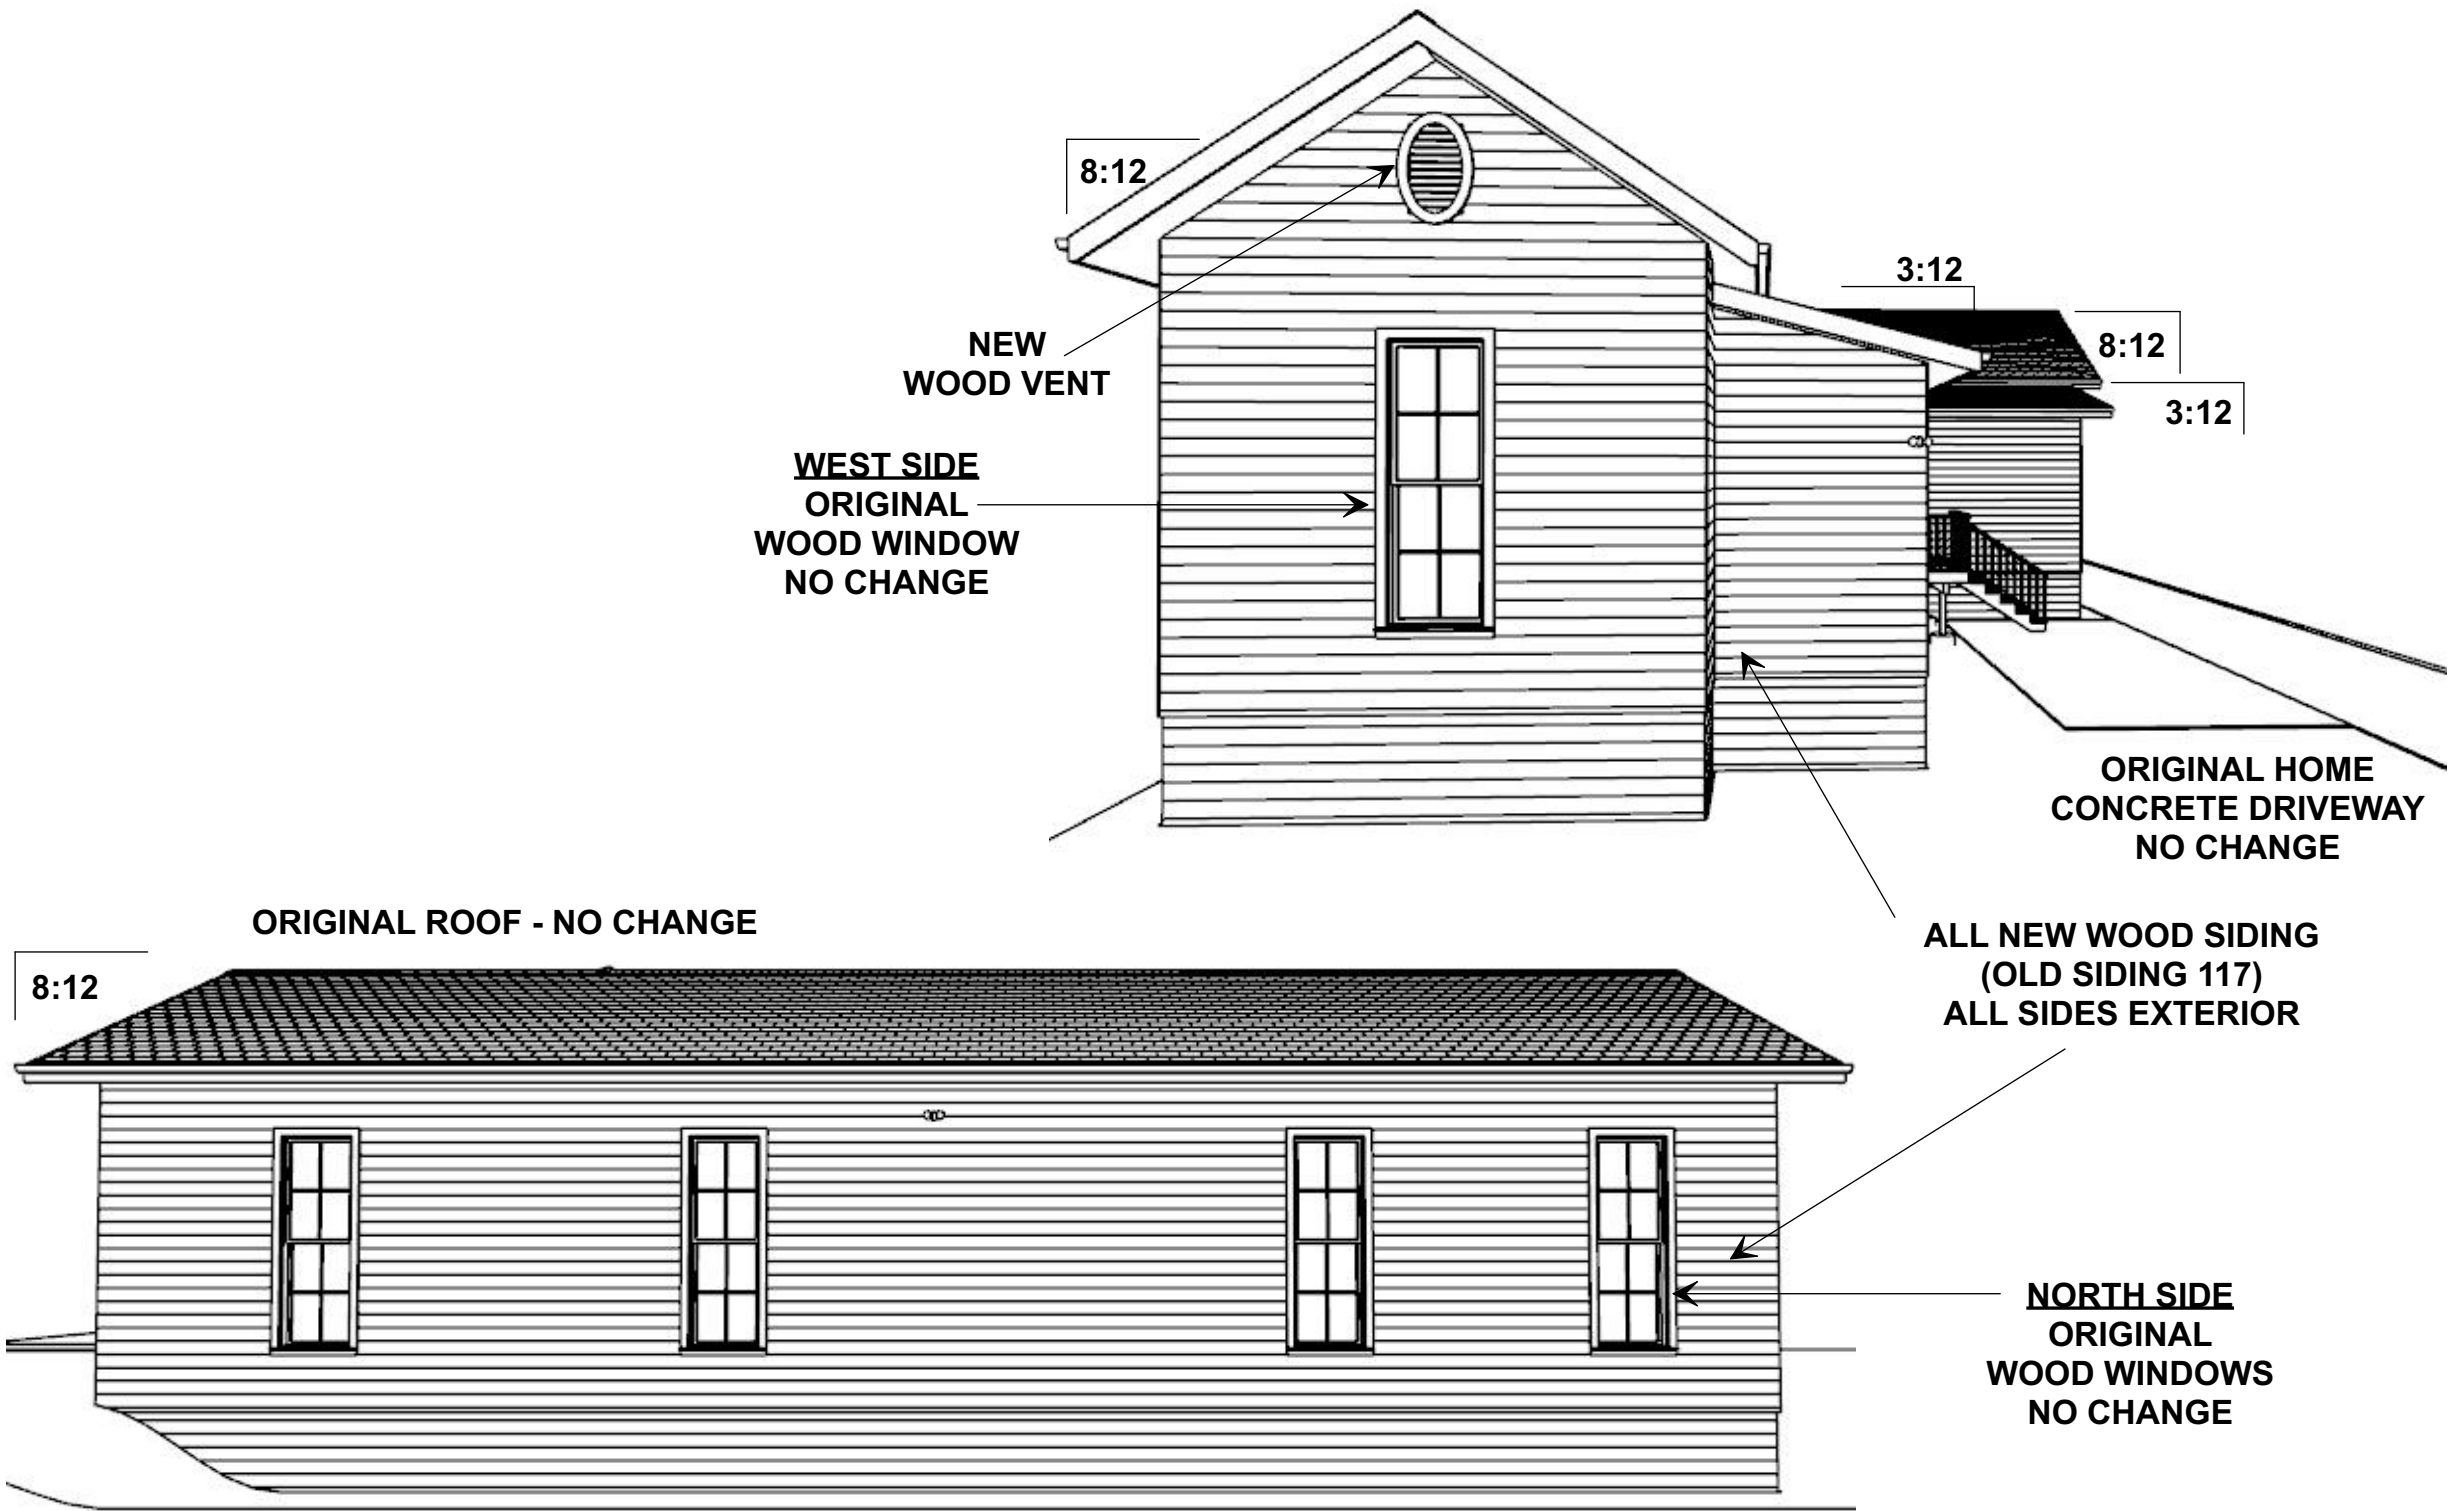 8:12
3:12
8:12
3:12
NEW
WOOD VENT
WEST SIDE
ORIGINAL
WOOD WINDOW
NO CHANGE
ORIGINAL HOME
CONCRETE DRIVEWAY
NO CHANGE
ORIGINAL ROOF - NO CHANGE
8:12
ALL NEW WOOD SIDING
(OLD SIDING 117)
ALL SIDES EXTERIOR
NORTH SIDE
ORIGINAL
WOOD WINDOWS
NO CHANGE